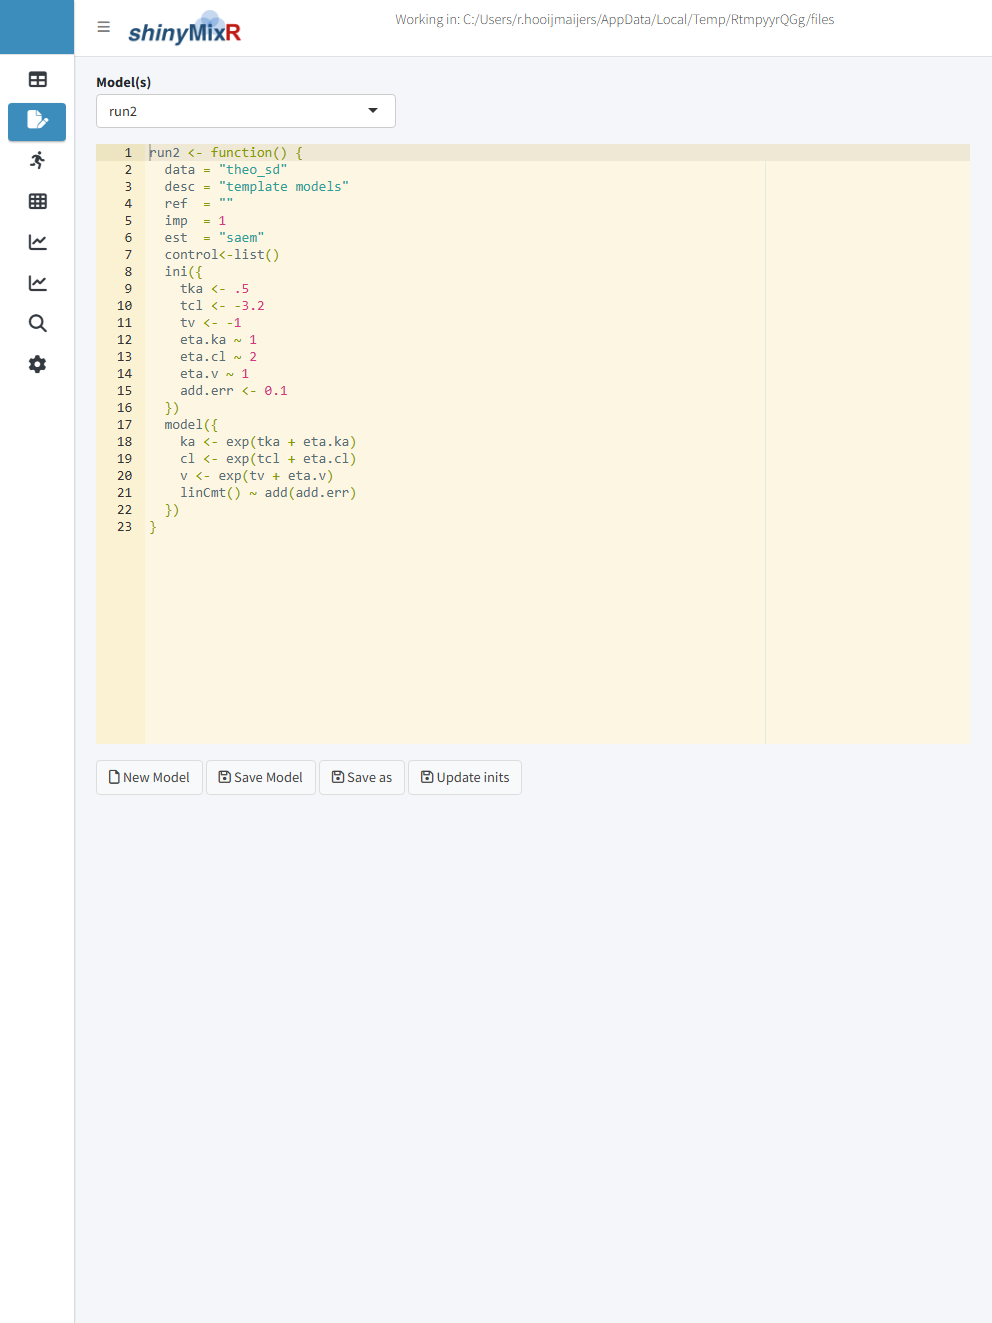 shinyMixR
Working in: C:/Users/r.hooijmaijers/AppData/Local/Temp/RtmpyyrQGg/files
Model(s)
run2
1 run2 <- function() {
2   data = "theo_sd"
3   desc = "template models"
4   ref  = ""
5   imp  = 1
6   est  = "saem"
7   control<-list()
8   ini({
9     tka <- .5
10     tcl <- -3.2
11     tv <- -1
12     eta.ka ~ 1
13     eta.cl ~ 2
14     eta.v ~ 1
15     add.err <- 0.1
16   })
17   model({
18     ka <- exp(tka + eta.ka)
19     cl <- exp(tcl + eta.cl)
20     v <- exp(tv + eta.v)
21     linCmt() ~ add(add.err)
22   })
23 }
New Model Save Model Save as Update inits